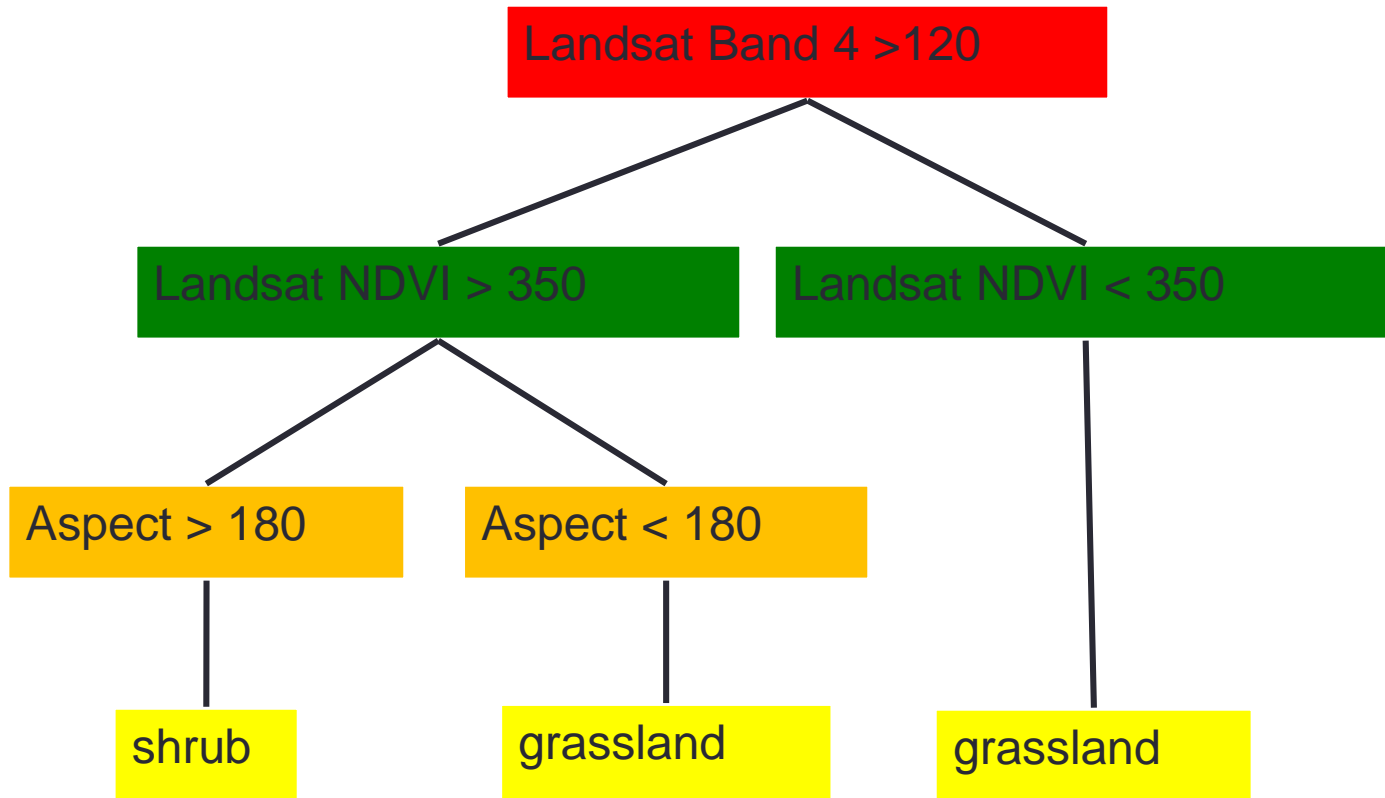 Landsat Band 4 >120
Landsat NDVI > 350
Landsat NDVI < 350
Aspect > 180
Aspect < 180
shrub
grassland
grassland